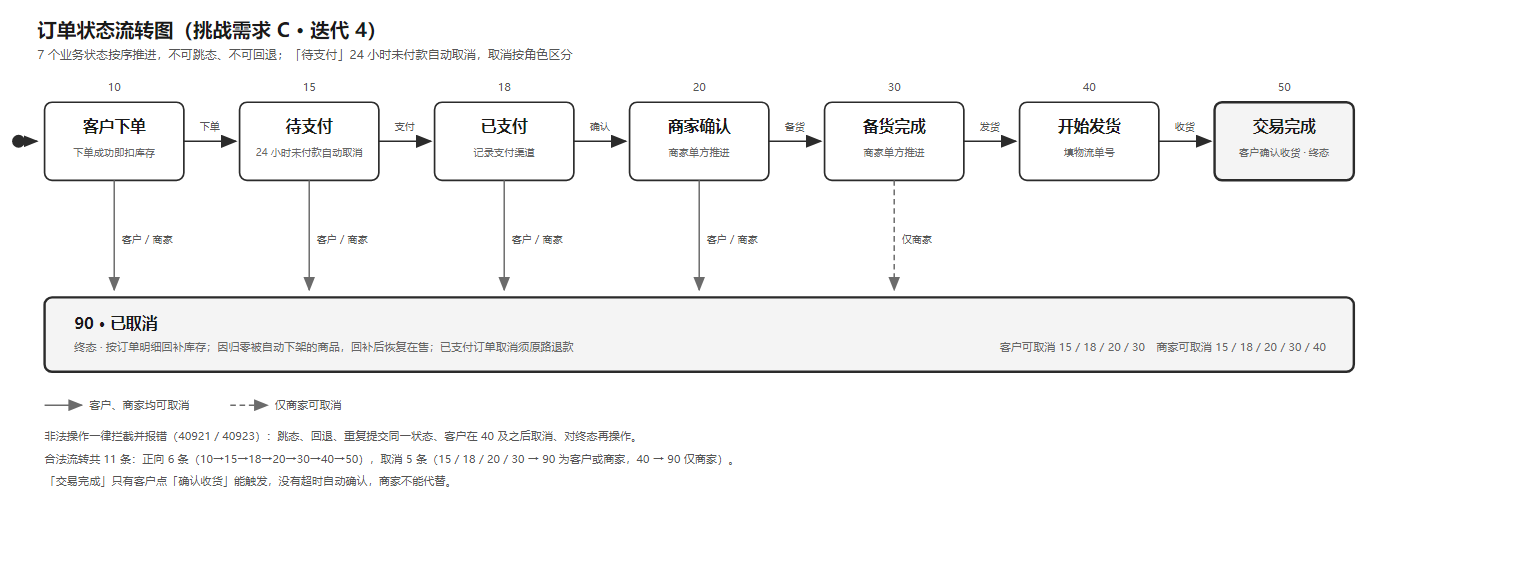 订单状态流转图（挑战需求 C • 迭代 4）
7 个业务状态按序推进，不可跳态、不可回退；「待支付」24 小时未付款自动取消，取消按角色区分
10
15
18
20
30
40
50
客户下单
下单成功即扣库存
下单
待支付
24 小时未付款自动取消
支付
已支付
记录支付渠道
确认
商家确认
商家单方推进
备货
备货完成
商家单方推进
发货
开始发货
填物流单号
收货
交易完成
客户确认收货 · 终态
客户 / 商家
客户 / 商家
客户 / 商家
客户 / 商家
仅商家
90 • 已取消
终态 · 按订单明细回补库存；因归零被自动下架的商品，回补后恢复在售；已支付订单取消须原路退款
客户可取消 15 / 18 / 20 / 30 商家可取消 15 / 18 / 20 / 30 / 40
客户、商家均可取消
仅商家可取消
非法操作一律拦截并报错（40921 / 40923）：跳态、回退、重复提交同一状态、客户在 40 及之后取消、对终态再操作。
合法流转共 11 条：正向 6 条（10→15→18→20→30→40→50），取消 5 条（15 / 18 / 20 / 30 → 90 为客户或商家，40 → 90 仅商家）。
「交易完成」只有客户点「确认收货」能触发，没有超时自动确认，商家不能代替。